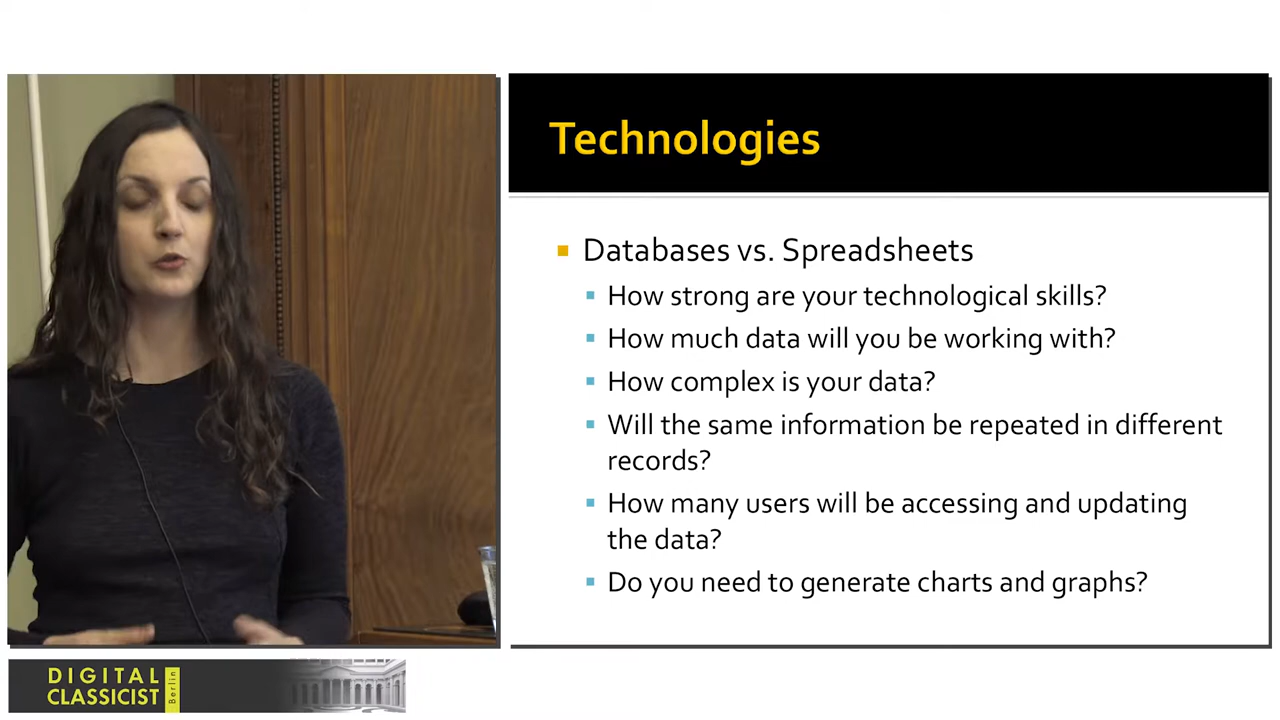 Technologies
Databases vs. Spreadsheets
How strong are your technological skills?
How much data will you be working with?
How complex is your data?
Will the same information be repeated in different
records?
How many users will be accessing and updating
the data?
Do you need to generate charts and graphs?
DIGITAL
CLASSICIST
Berlin